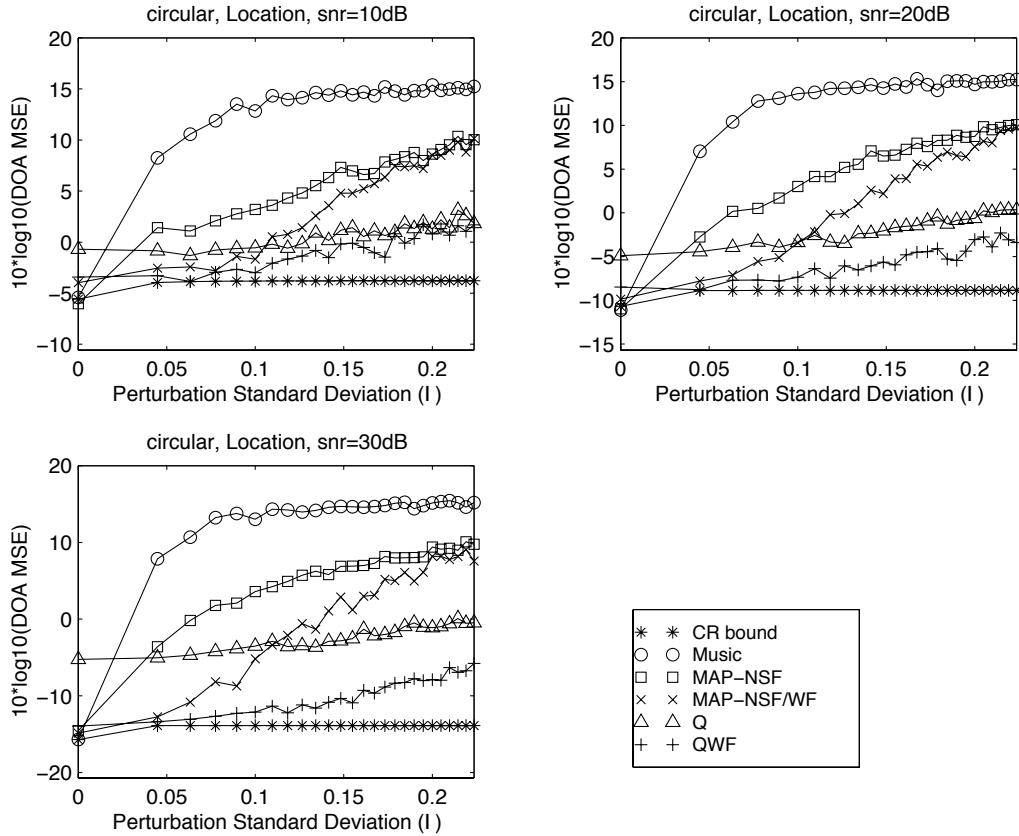 circular, Location, snr=10dB
20
15
10
5
0
−5
−10
10*log10(DOA MSE)
0
0.05
0.1
0.15
0.2
Perturbation Standard Deviation (l )
circular, Location, snr=20dB
20
15
10
5
0
−5
−10
−15
10*log10(DOA MSE)
0
0.05
0.1
0.15
0.2
Perturbation Standard Deviation (l )
circular, Location, snr=30dB
20
10
0
−10
−20
10*log10(DOA MSE)
0
0.05
0.1
0.15
0.2
Perturbation Standard Deviation (l )
CR bound
Music
MAP−NSF
MAP−NSF/WF
Q
QWF